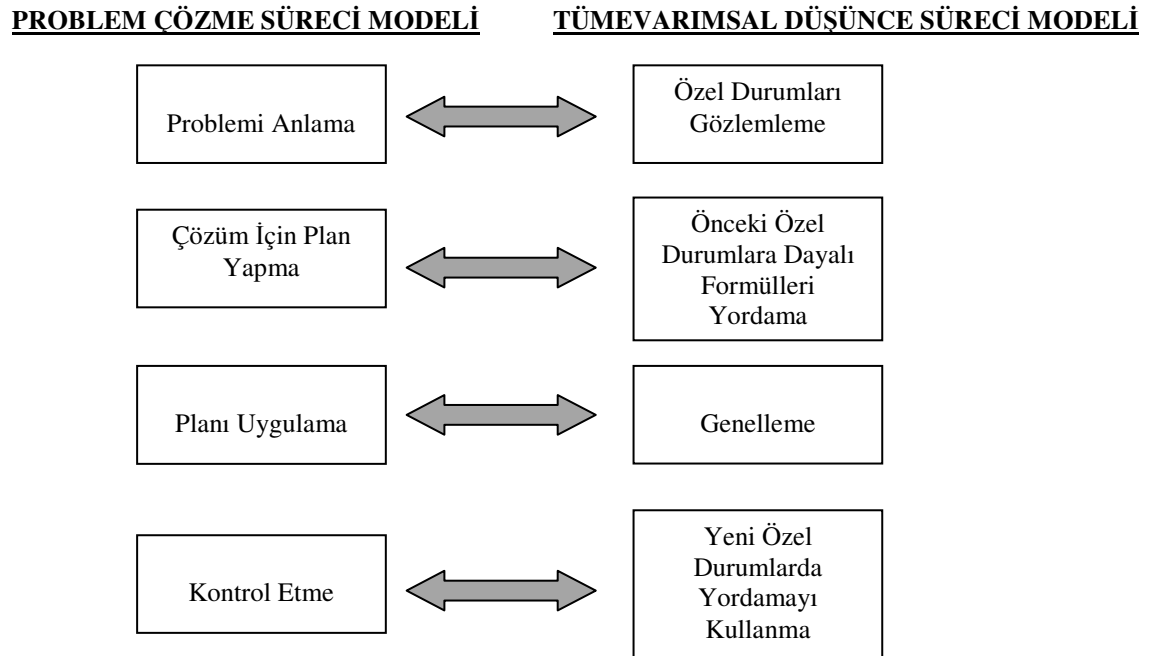 PROBLEM ÇÖZME SÜRECİ MODELİ
TÜMEVARIMSAL DÜŞÜNCE SÜRECİ MODELİ
Problemi Anlama
Özel Durumları
Gözlemleme
Çözüm İçin Plan
Yapma
Önceki Özel
Durumlara Dayalı
Formülleri
Yordama
Planı Uygulama
Genelleme
Kontrol Etme
Yeni Özel
Durumlarda
Yordamayı
Kullanma